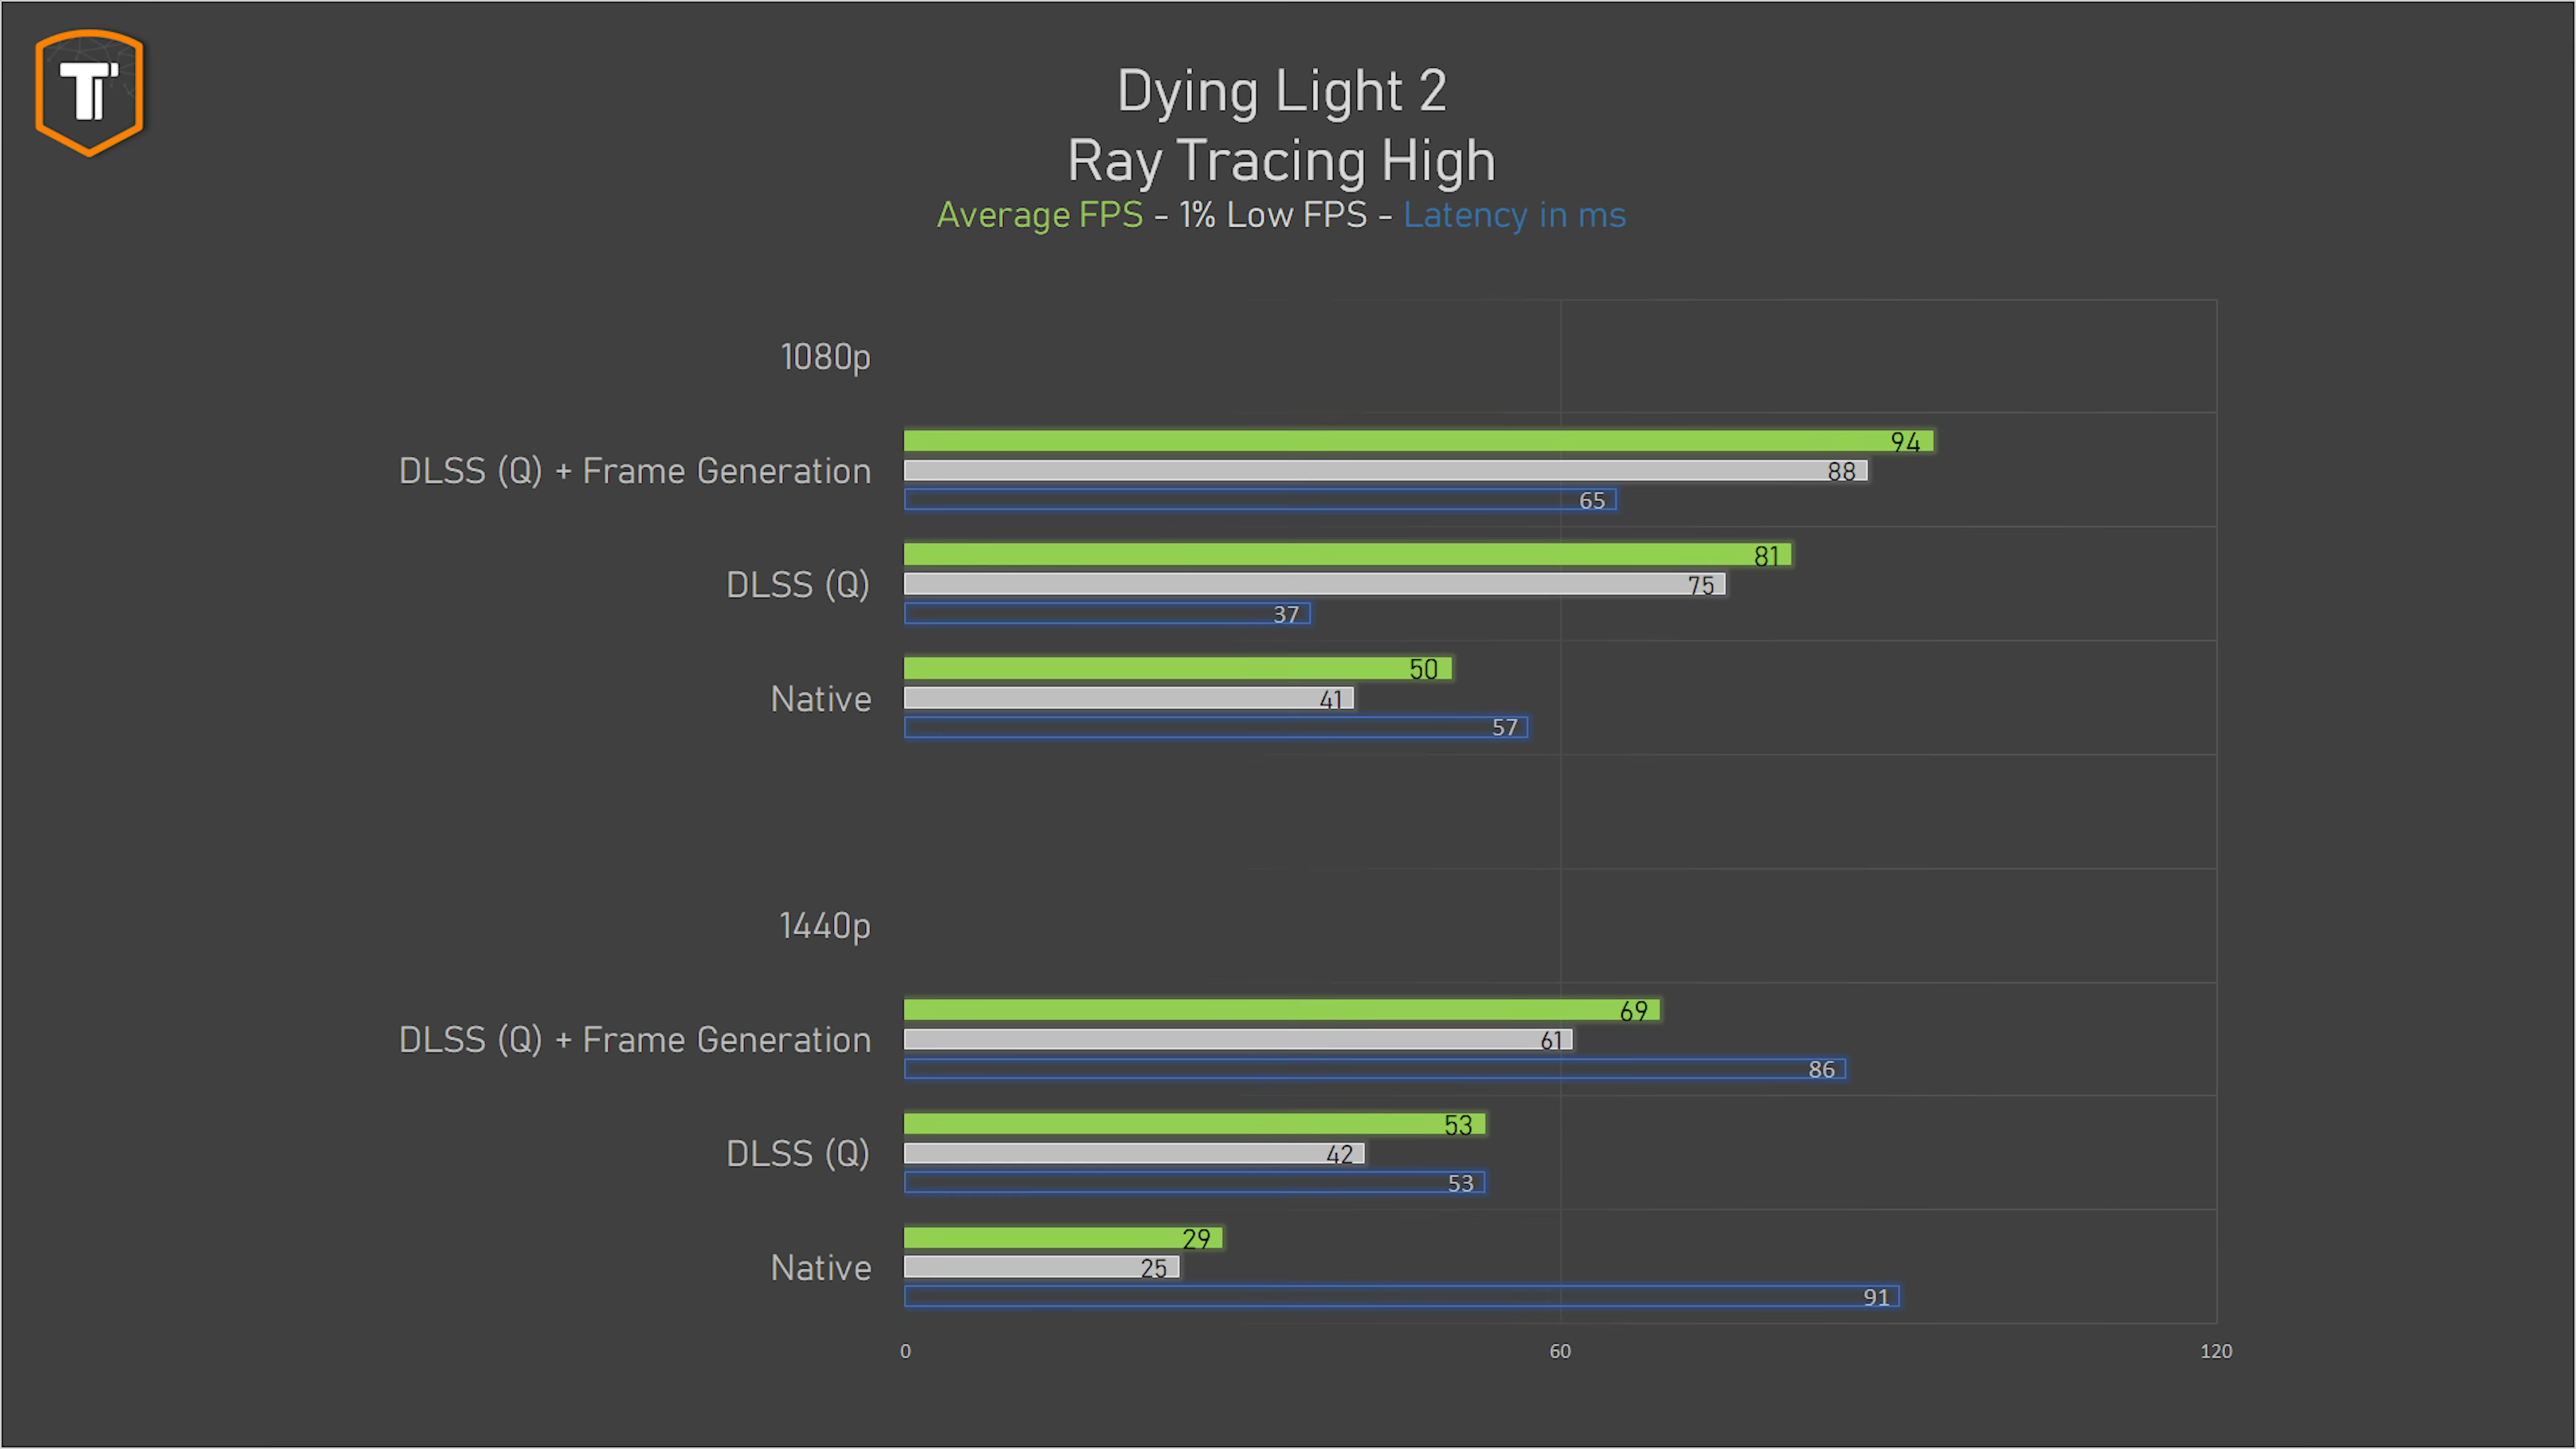 T
Dying Light 2
Ray Tracing High
Average FPS - 1% Low FPS - Latency in ms
1080p
94
DLSS (Q) + Frame Generation
88
65
81
DLSS (Q)
75
37
50
Native
41
57
1440p
69
DLSS (Q) + Frame Generation
61
86
53
DLSS (Q)
42
53
29
Native
25
91
0 60 120